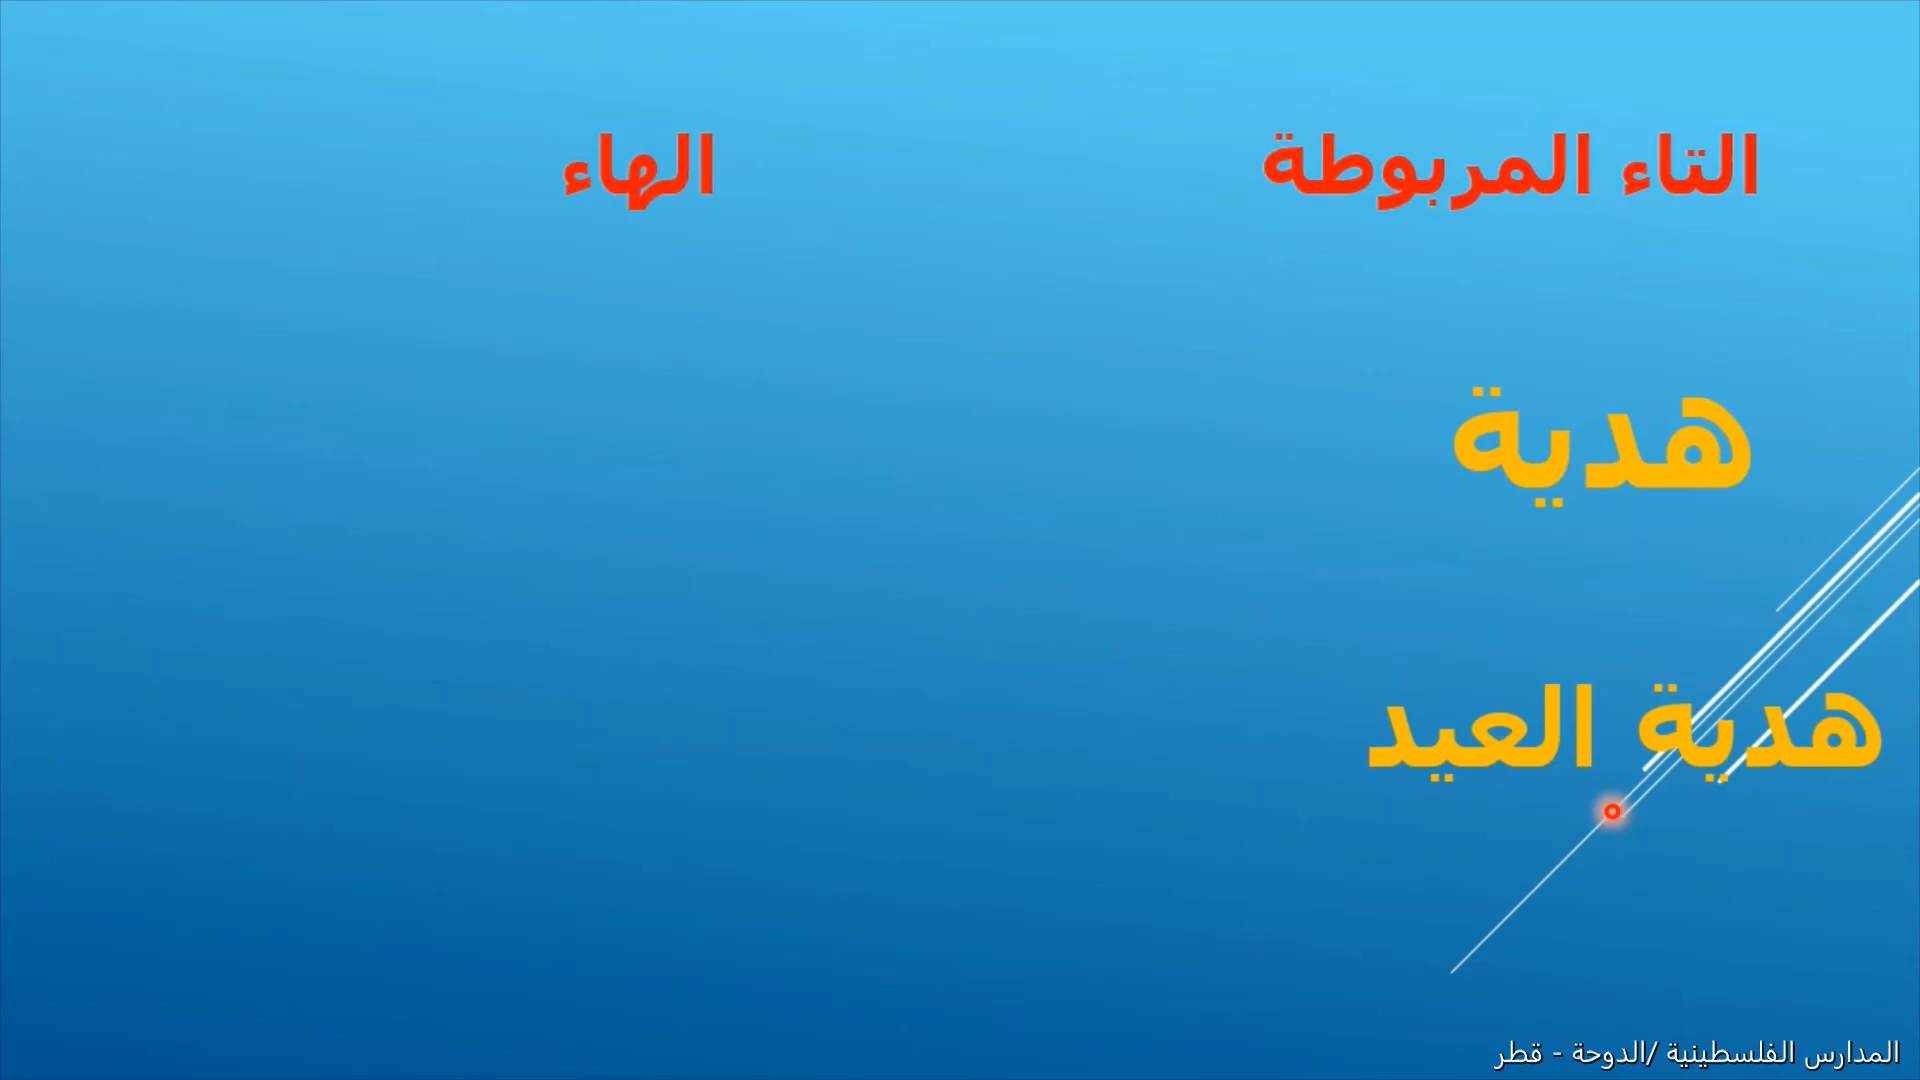 التاء المربوطة
الهاء
هدية
هدية العيد
المدارس الفلسطينية /الدوحة - قطر